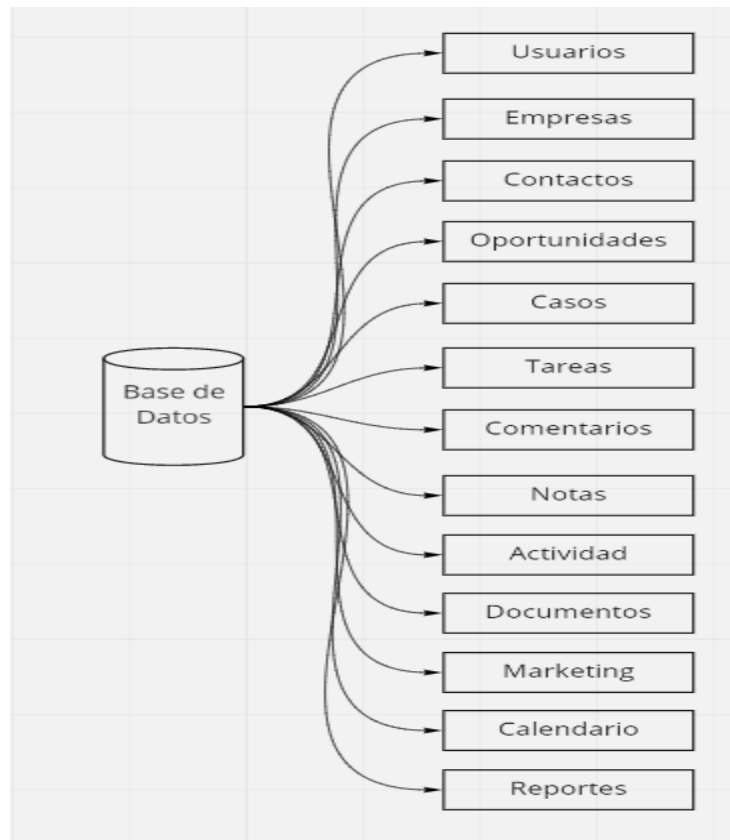 Usuarios
Empresas
Contactos
Oportunidades
Casos
Tareas
Base de
Datos
Comentarios
Notas
Actividad
Documentos
Marketing
Calendario
Reportes